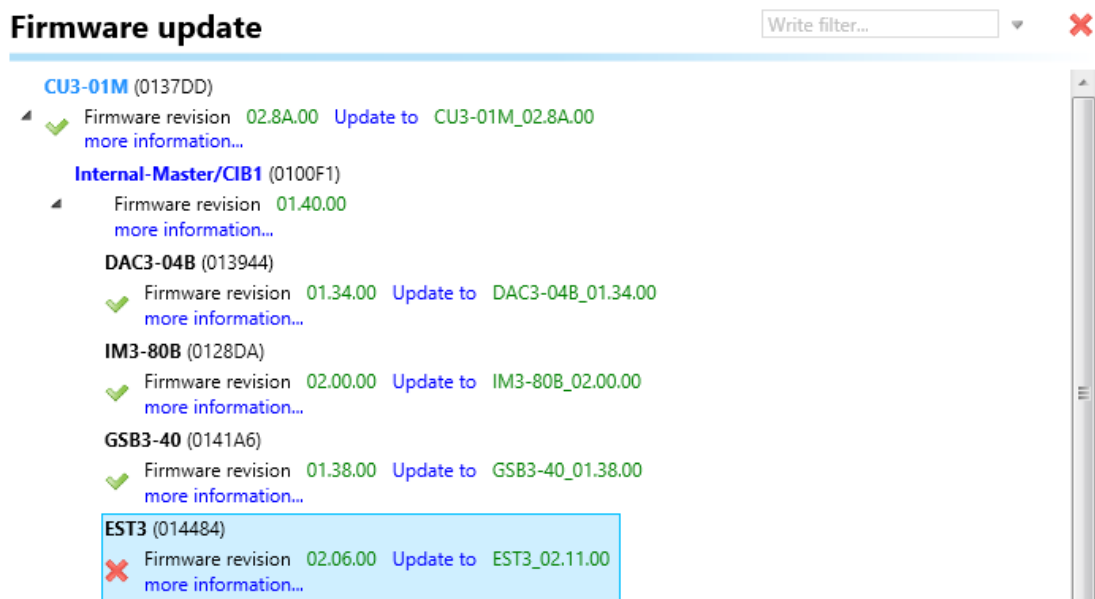 Firmware update
Write filter...
CU3-01M (0137DD)
Firmware revision 02.8A.00 Update to CU3-01M_02.8A.00
more information...
Internal-Master/CIB1 (0100F1)
Firmware revision 01.40.00
more information...
DAC3-04B (013944)
Firmware revision 01.34.00 Update to DAC3-04B_01.34.00
more information...
IM3-80B (0128DA)
Firmware revision 02.00.00 Update to IM3-80B_02.00.00
more information...
GSB3-40 (0141A6)
Firmware revision 01.38.00 Update to GSB3-40_01.38.00
more information...
EST3 (014484)
Firmware revision 02.06.00 Update to EST3_02.11.00
more information...